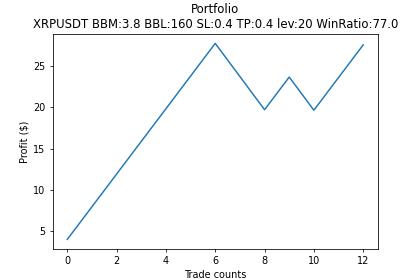 Portfolio
XRPUSDT BBM:3.8 BBL:160 SL:0.4 TP:0.4 lev:20 WinRatio:77.0
Profit ($)
25
20
15
10
5
0 2 4 6 8 10 12
Trade counts